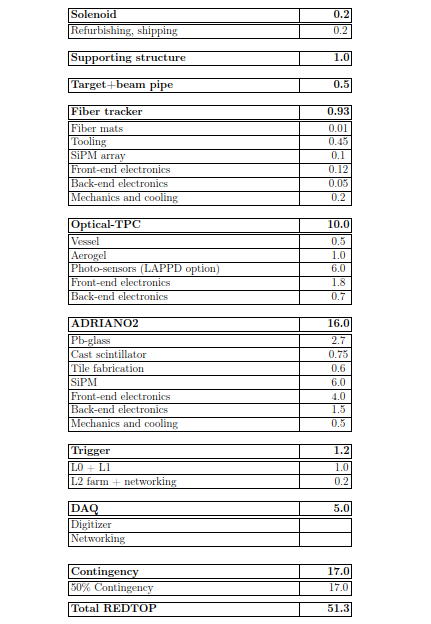 Solenoid 0.2
Refurbishing, shipping 0.2
Supporting structure 1.0
Target+beam pipe 0.5
Fiber tracker 0.93
Fiber mats 0.01
Tooling 0.45
SiPM array 0.1
Front-end electronics 0.12
Back-end electronics 0.05
Mechanics and cooling 0.2
Optical-TPC 10.0
Vessel 0.5
Aerogel 1.0
Photo-sensors (LAPPD option) 6.0
Front-end electronics 1.8
Back-end electronics 0.7
ADRIANO2 16.0
Pb-glass 2.7
Cast scintillator 0.75
Tile fabrication 0.6
SiPM 6.0
Front-end electronics 4.0
Back-end electronics 1.5
Mechanics and cooling 0.5
Trigger 1.2
L0 + L1 1.0
L2 farm + networking 0.2
DAQ 5.0
Digitizer
Networking
Contingency 17.0
50% Contingency 17.0
Total REDTOP 51.3